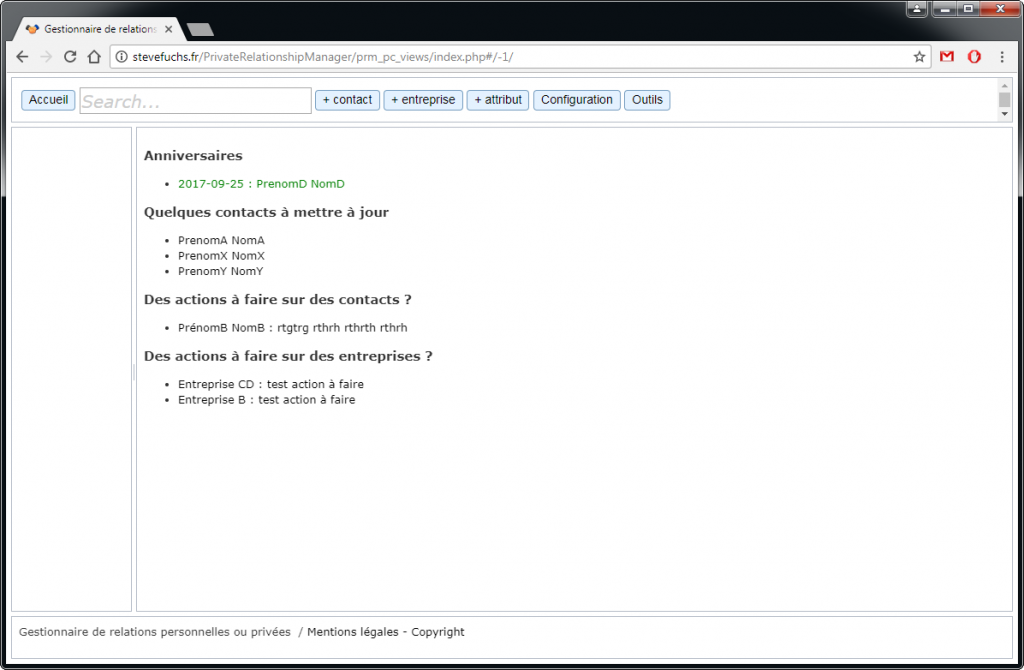 Gestionnaire de relations
stevefuchs.fr/PrivateRelationshipManager/prm_pc_views/index.php#/-1/
Accueil Search... + contact + entreprise + attribut Configuration Outils
Anniversaires
2017-09-25 : PrenomD NomD
Quelques contacts à mettre à jour
PrenomA NomA
PrenomX NomX
PrenomY NomY
Des actions à faire sur des contacts ?
PrénomB NomB : rtgtrg rthrh rthrth rthrh
Des actions à faire sur des entreprises ?
Entreprise CD : test action à faire
Entreprise B : test action à faire
Gestionnaire de relations personnelles ou privées / Mentions légales - Copyright